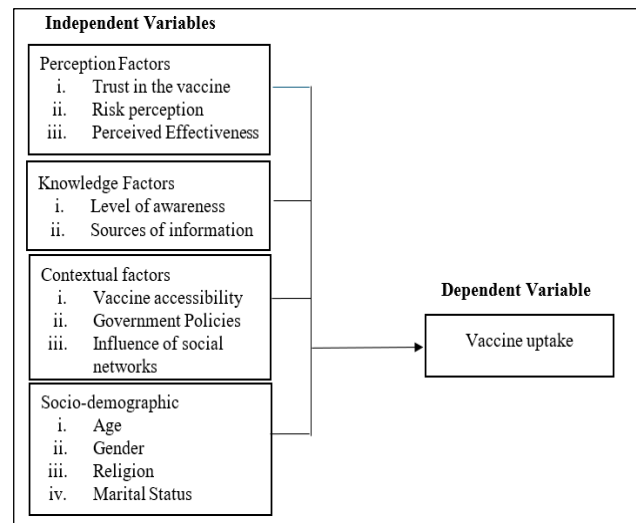 Independent Variables
Perception Factors
i. Trust in the vaccine
ii. Risk perception
iii. Perceived Effectiveness
Knowledge Factors
i. Level of awareness
ii. Sources of information
Contextual factors
i. Vaccine accessibility
ii. Government Policies
iii. Influence of social
networks
Socio-demographic
i. Age
ii. Gender
iii. Religion
iv. Marital Status
Dependent Variable
Vaccine uptake